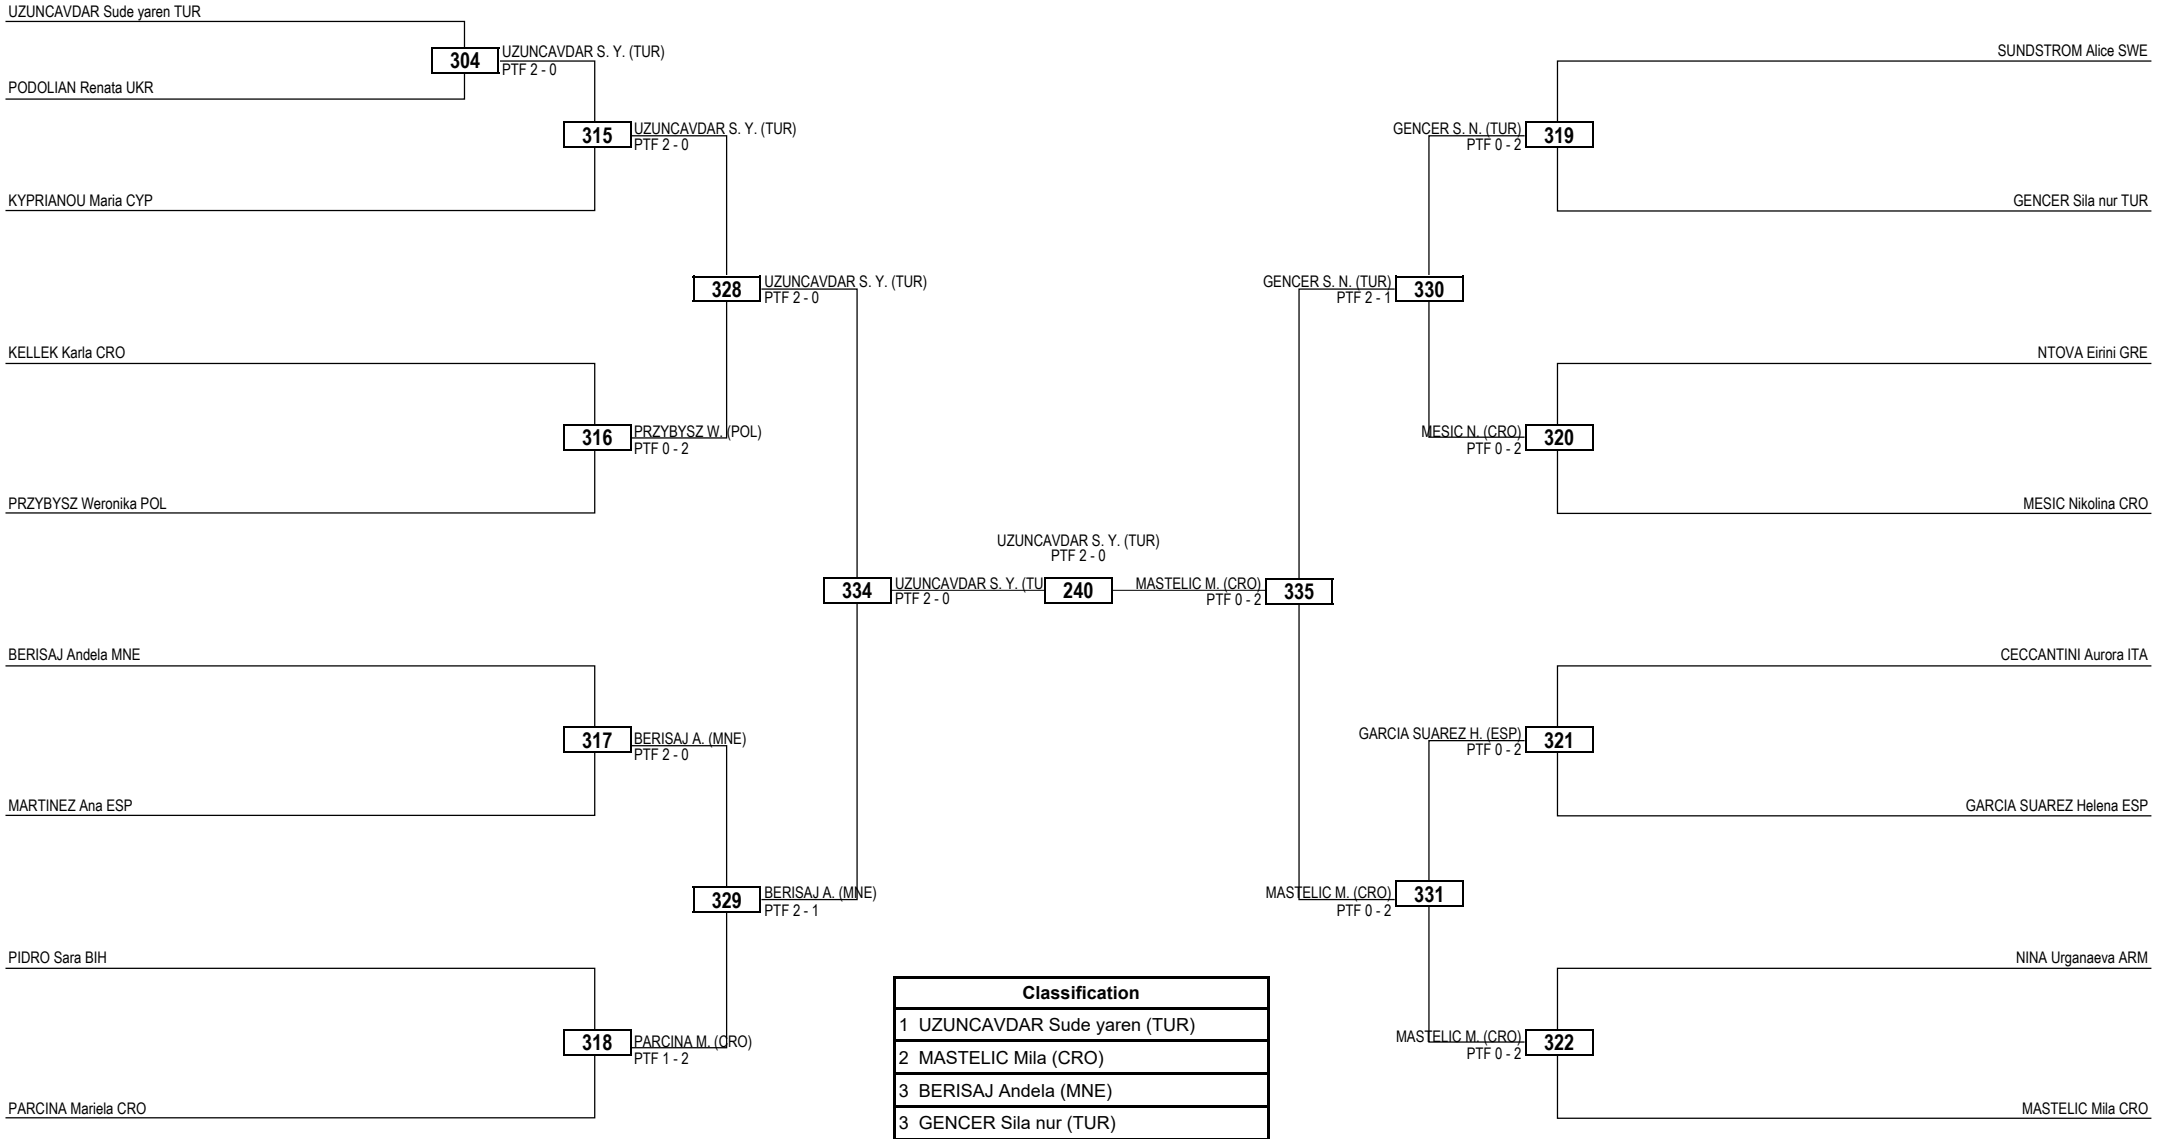 UZUNCAVDAR Sude yaren TUR
304
UZUNCAVDAR S. Y. (TUR)
PTF 2 - 0
PODOLIAN Renata UKR
315
UZUNCAVDAR S. Y. (TUR)
PTF 2 - 0
KYPRIANOU Maria CYP
328
UZUNCAVDAR S. Y. (TUR)
PTF 2 - 0
KELLEK Karla CRO
316
PRZYBYSZ W. (POL)
PTF 0 - 2
PRZYBYSZ Weronika POL
334
UZUNCAVDAR S. Y. (TU
PTF 2 - 0
BERISAJ Andela MNE
317
BERISAJ A. (MNE)
PTF 2 - 0
MARTINEZ Ana ESP
329
BERISAJ A. (MNE)
PTF 2 - 1
PIDRO Sara BIH
318
PARCINA M. (CRO)
PTF 1 - 2
PARCINA Mariela CRO
UZUNCAVDAR S. Y. (TUR)
PTF 2 - 0
240
SUNDSTROM Alice SWE
GENCER S. N. (TUR)
PTF 0 - 2
319
GENCER Sila nur TUR
GENCER S. N. (TUR)
PTF 2 - 1
330
NTOVA Eirini GRE
MESIC N. (CRO)
PTF 0 - 2
320
MESIC Nikolina CRO
MASTELIC M. (CRO)
PTF 0 - 2
335
CECCANTINI Aurora ITA
GARCIA SUAREZ H. (ESP)
PTF 0 - 2
321
GARCIA SUAREZ Helena ESP
MASTELIC M. (CRO)
PTF 0 - 2
331
NINA Urganaeva ARM
MASTELIC M. (CRO)
PTF 0 - 2
322
MASTELIC Mila CRO
Classification
1 UZUNCAVDAR Sude yaren (TUR)
2 MASTELIC Mila (CRO)
3 BERISAJ Andela (MNE)
3 GENCER Sila nur (TUR)